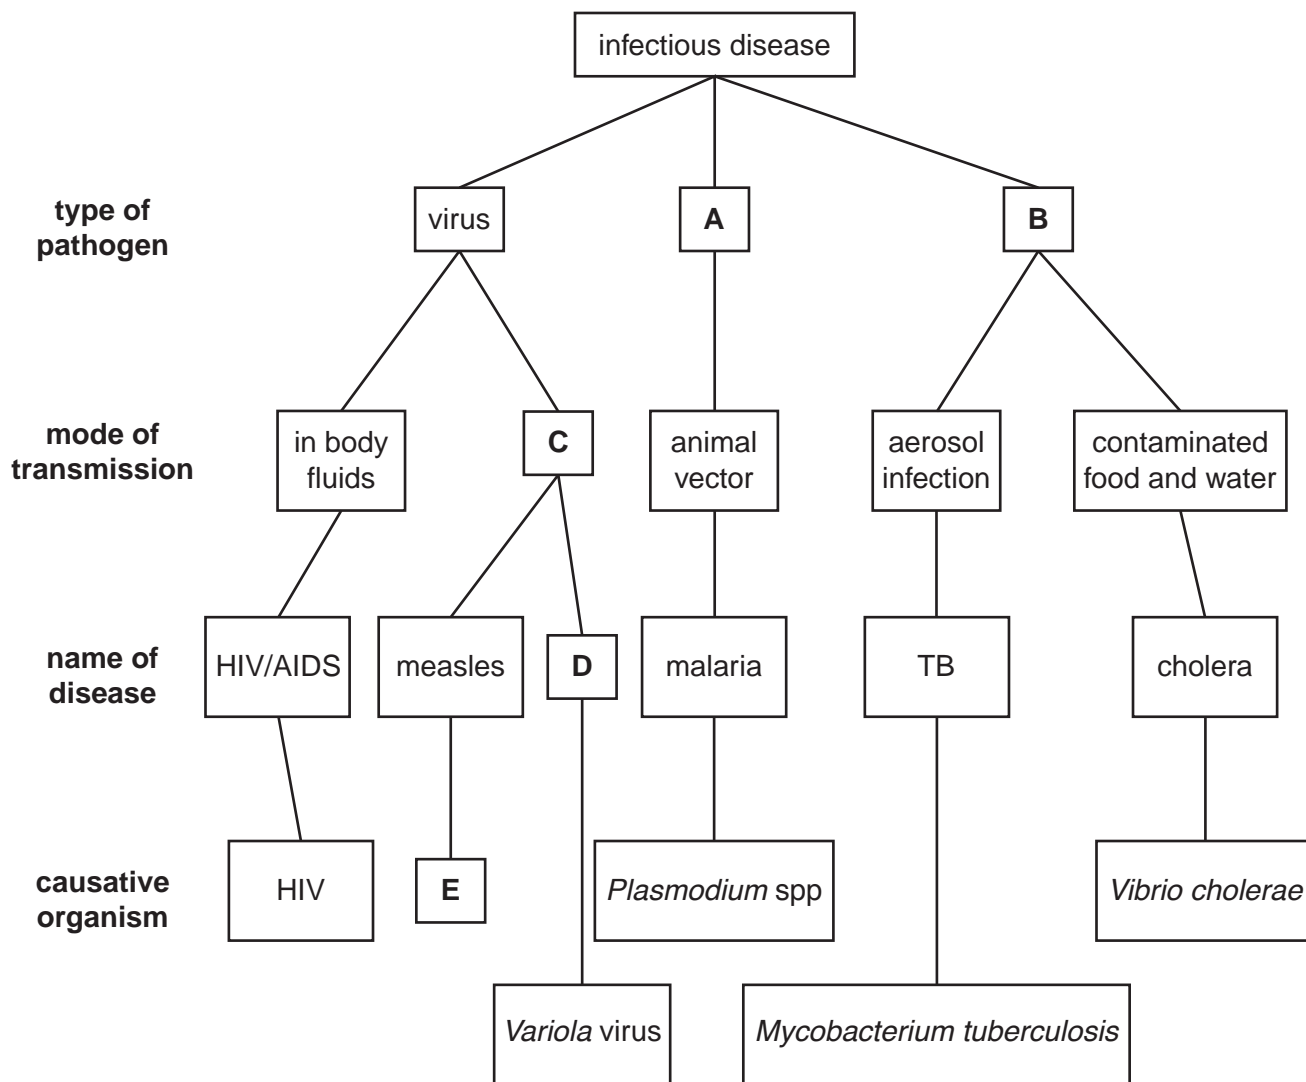 infectious disease
type of
pathogen
virus
A
B
mode of
transmission
in body
fluids
C
animal
vector
aerosol
infection
contaminated
food and water
name of
disease
HIV/AIDS
measles
D
malaria
TB
cholera
causative
organism
HIV
E
Plasmodium spp
Vibrio cholerae
Variola virus
Mycobacterium tuberculosis